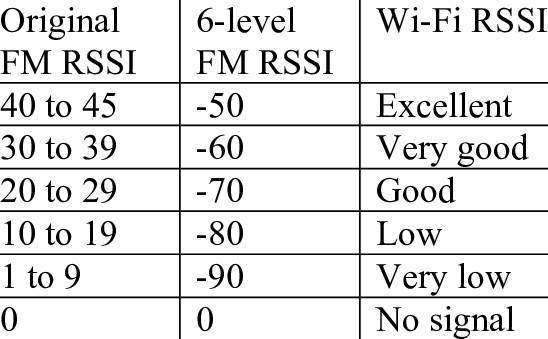 Original 6-level Wi-Fi RSSI
FM RSSI FM RSSI
40 to 45 -50 Excellent
30 to 39 -60 Very good
20 to 29 -70 Good
10 to 19 -80 Low
1 to 9 -90 Very low
0 0 No signal